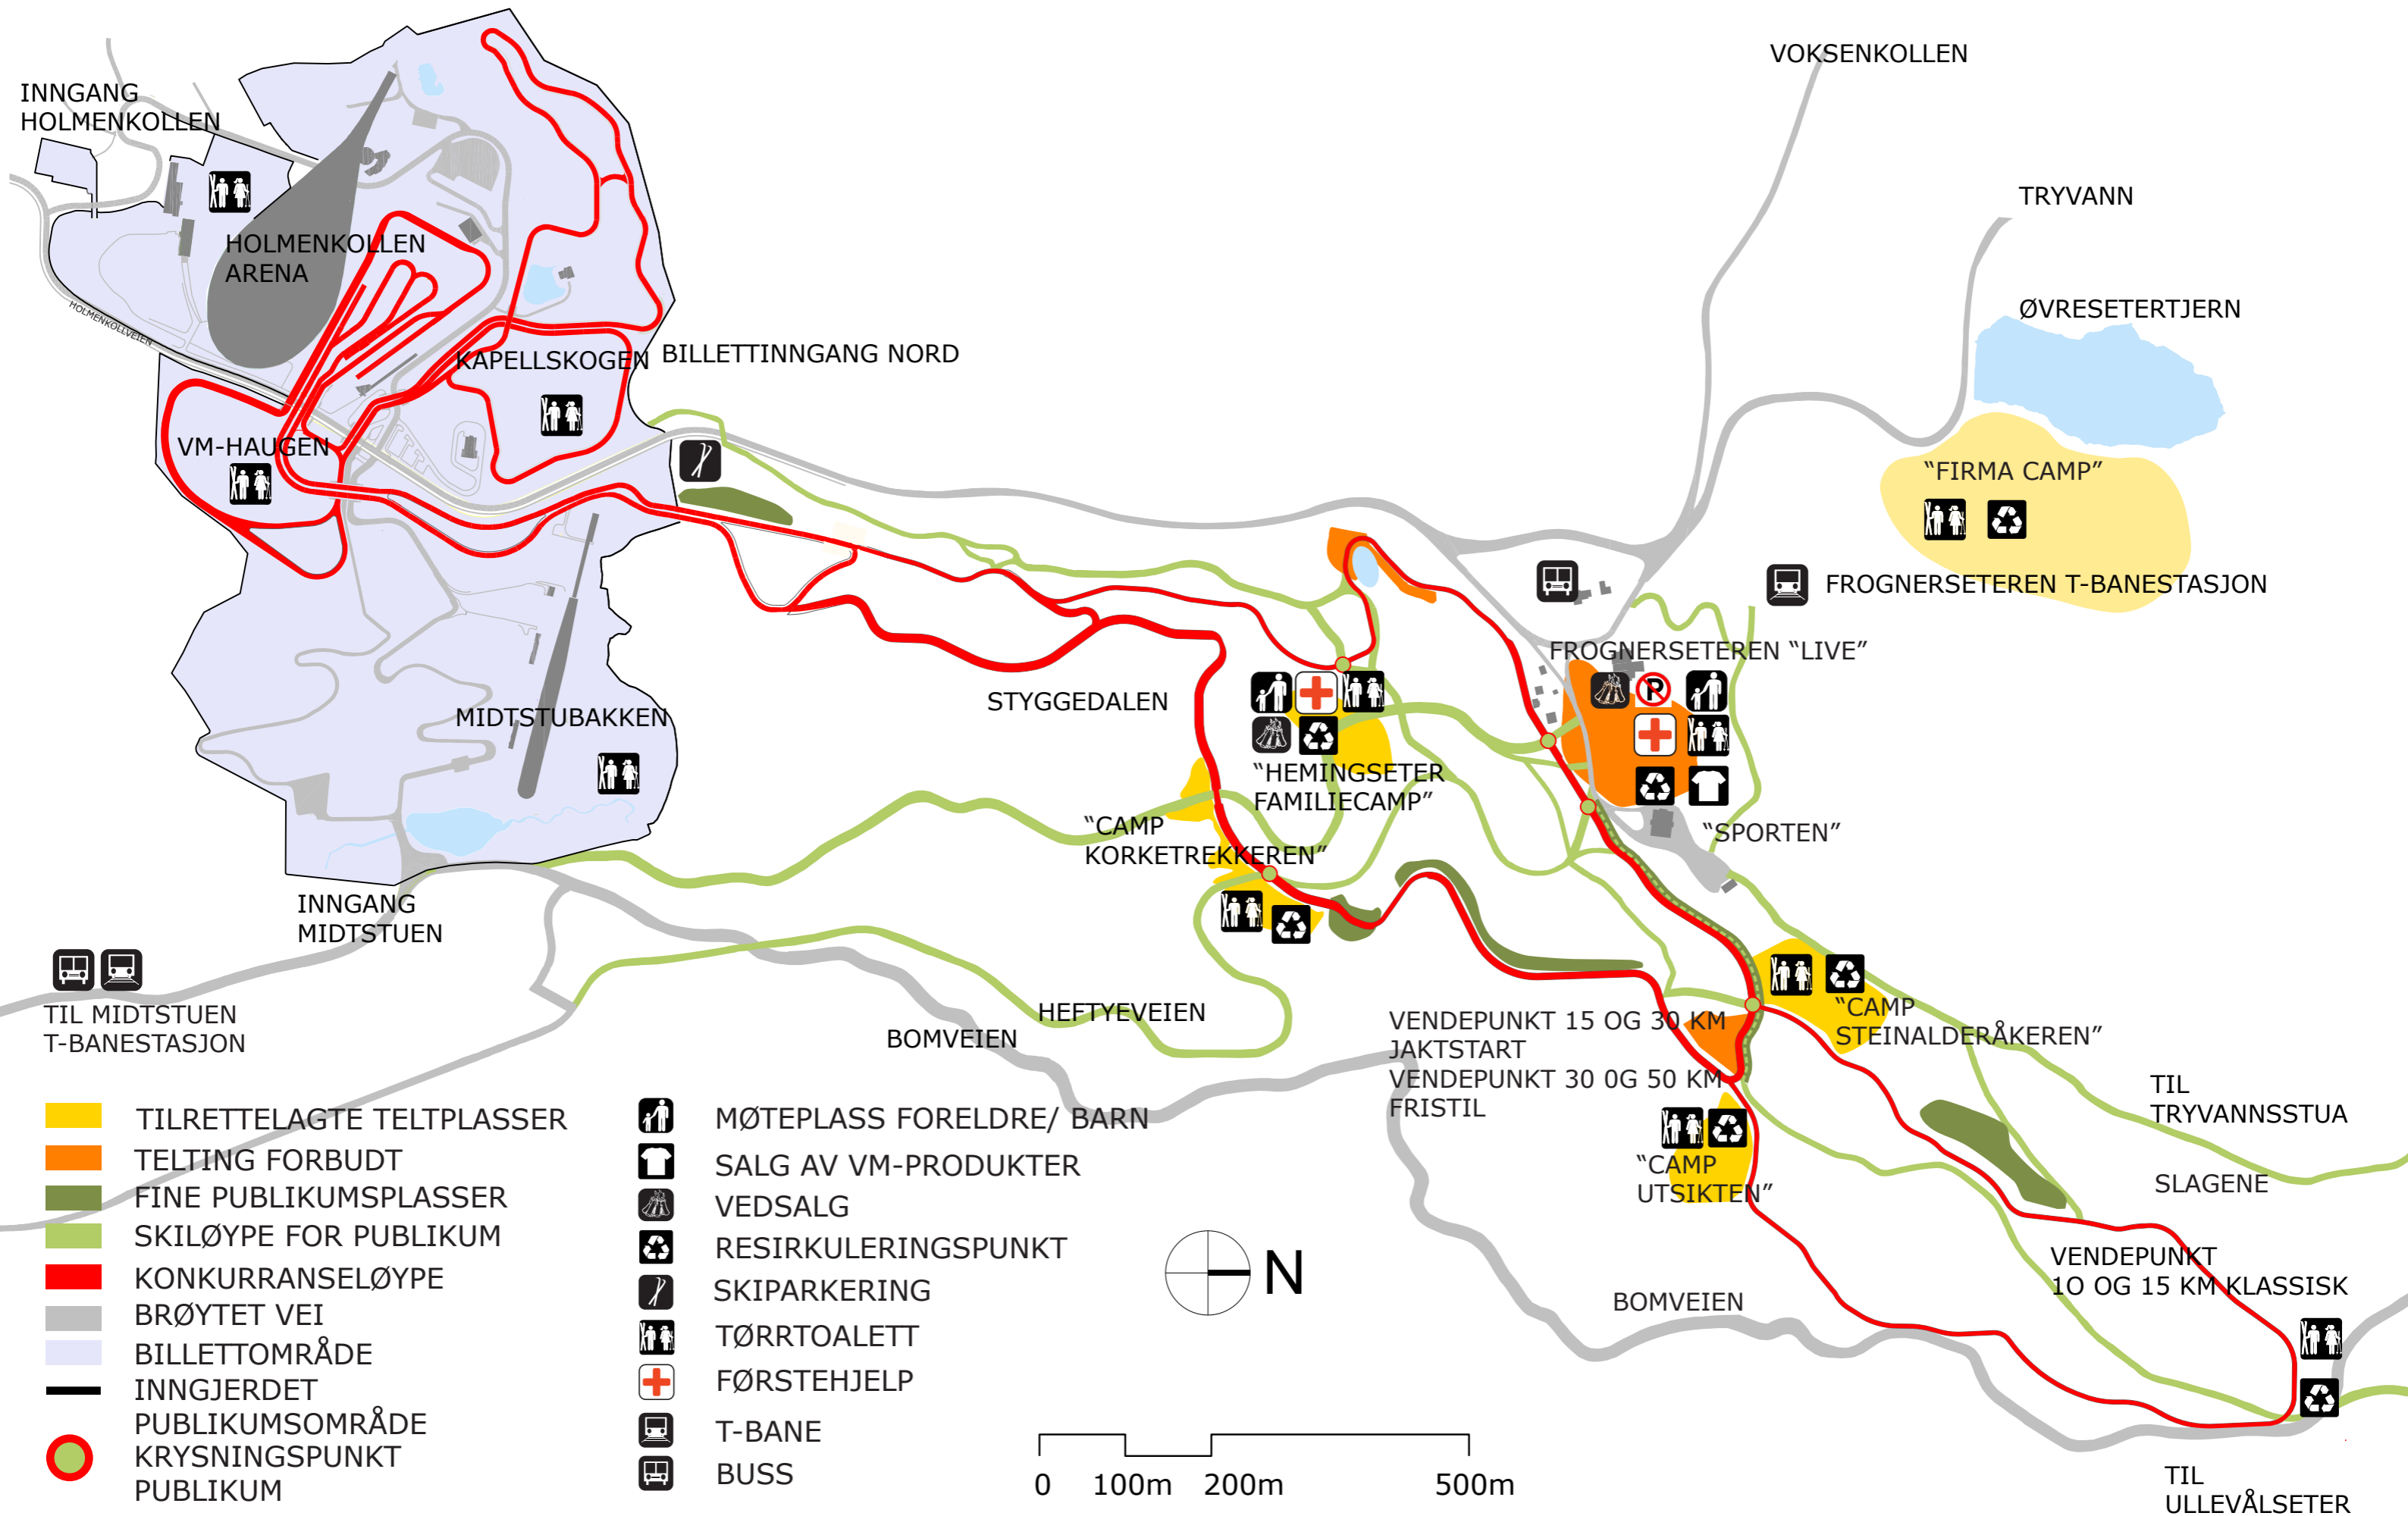 VOKSENKOLLEN
INNGANG
HOLMENKOLLEN
TRYVANN
HOLMENKOLLEN
ARENA
ØVRESETERTJERN
HOLMENKOLLVEIEN
KAPELLSKOGEN
BILLETTINNGANG NORD
VM-HAUGEN
“FIRMA CAMP”
FROGNERSETEREN T-BANESTASJON
FROGNERSETEREN “LIVE”
P
STYGGEDALEN
MIDTSTUBAKKEN
“HEMINGSETER
FAMILIECAMP”
“CAMP
KORKETREKKEREN”
“SPORTEN”
INNGANG
MIDTSTUEN
TIL MIDTSTUEN
T-BANESTASJON
HEFTYEVEIEN
BOMVEIEN
VENDEPUNKT 15 OG 30 KM
JAKTSTART
VENDEPUNKT 30 0G 50 KM
FRISTIL
“CAMP
STEINALDERÅKEREN”
TIL
TRYVANNSSTUA
SLAGENE
“CAMP
UTSIKTEN”
VENDEPUNKT
1O OG 15 KM KLASSISK
BOMVEIEN
TIL
ULLEVÅLSETER
TILRETTELAGTE TELTPLASSER
TELTING FORBUDT
FINE PUBLIKUMSPLASSER
SKILØYPE FOR PUBLIKUM
KONKURRANSELØYPE
BRØYTET VEI
BILLETTOMRÅDE
INNGJERDET
PUBLIKUMSOMRÅDE
KRYSNINGSPUNKT
PUBLIKUM
MØTEPLASS FORELDRE/ BARN
SALG AV VM-PRODUKTER
VEDSALG
RESIRKULERINGSPUNKT
SKIPARKERING
TØRRTOALETT
FØRSTEHJELP
T-BANE
BUSS
N
0 100m 200m 500m